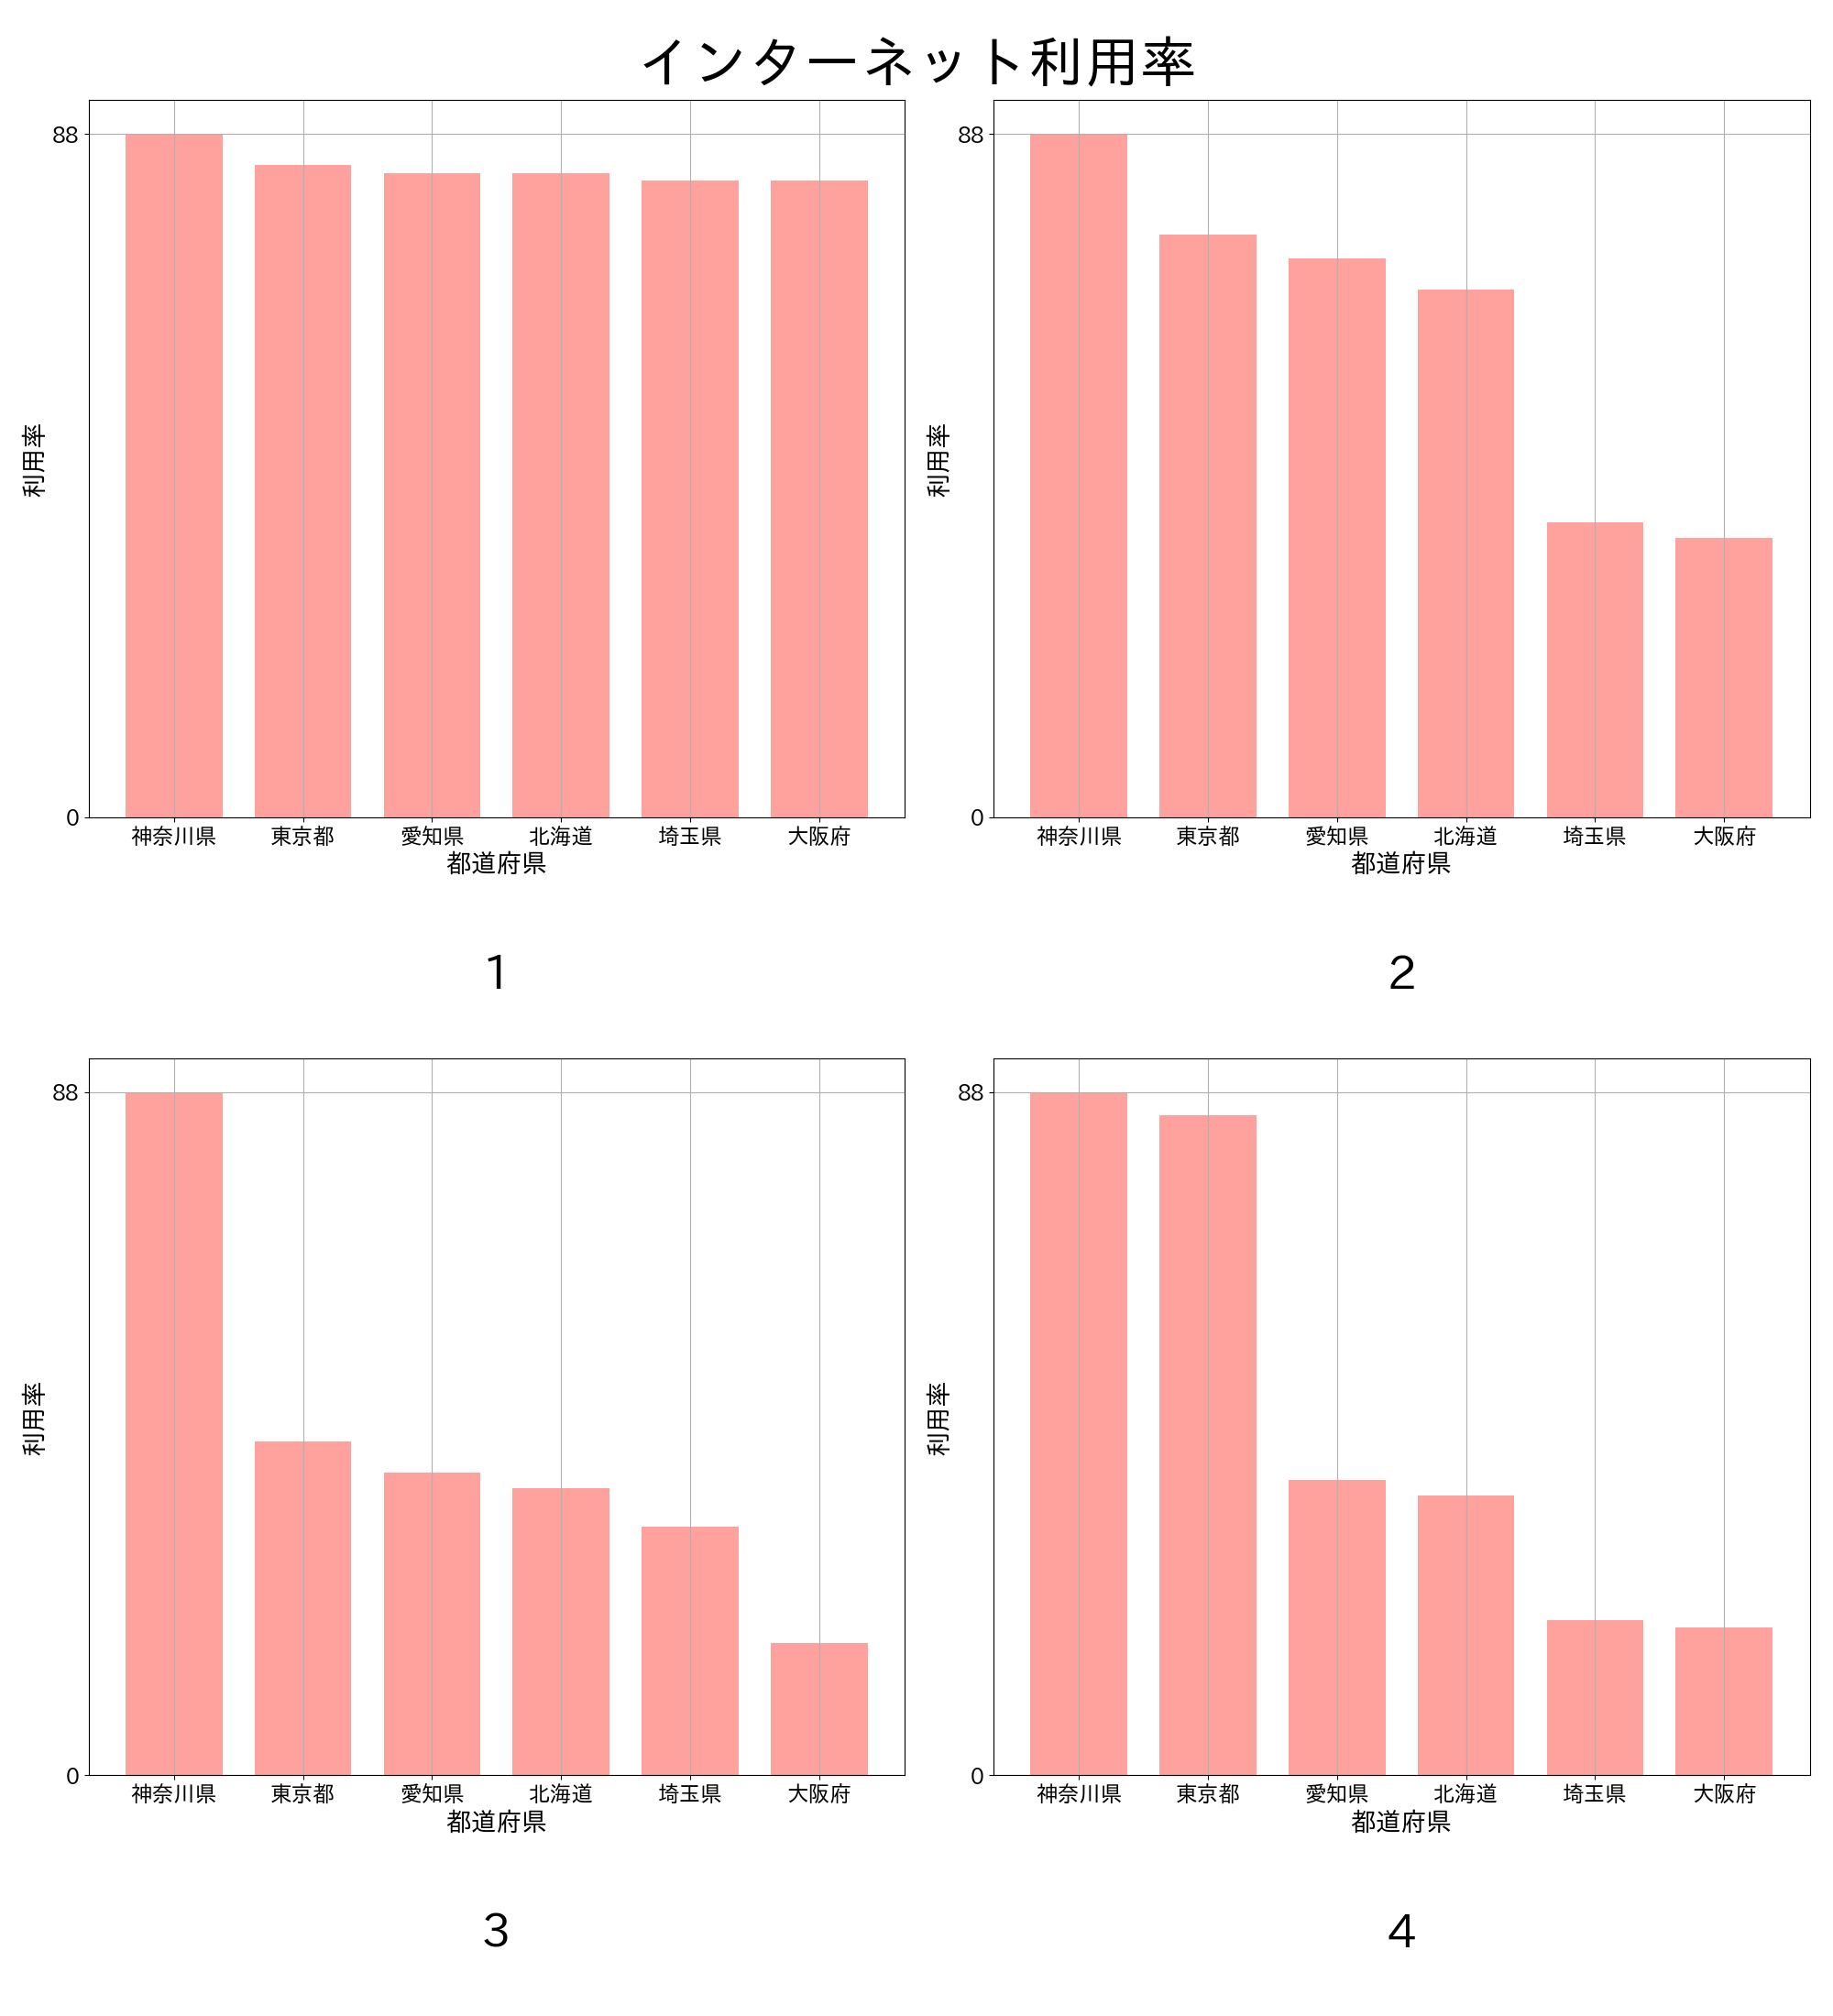 インターネット利用率
88
0
利用率
神奈川県 東京都 愛知県 北海道 埼玉県 大阪府
都道府県
1
88
0
利用率
神奈川県 東京都 愛知県 北海道 埼玉県 大阪府
都道府県
2
88
0
利用率
神奈川県 東京都 愛知県 北海道 埼玉県 大阪府
都道府県
3
88
0
利用率
神奈川県 東京都 愛知県 北海道 埼玉県 大阪府
都道府県
4